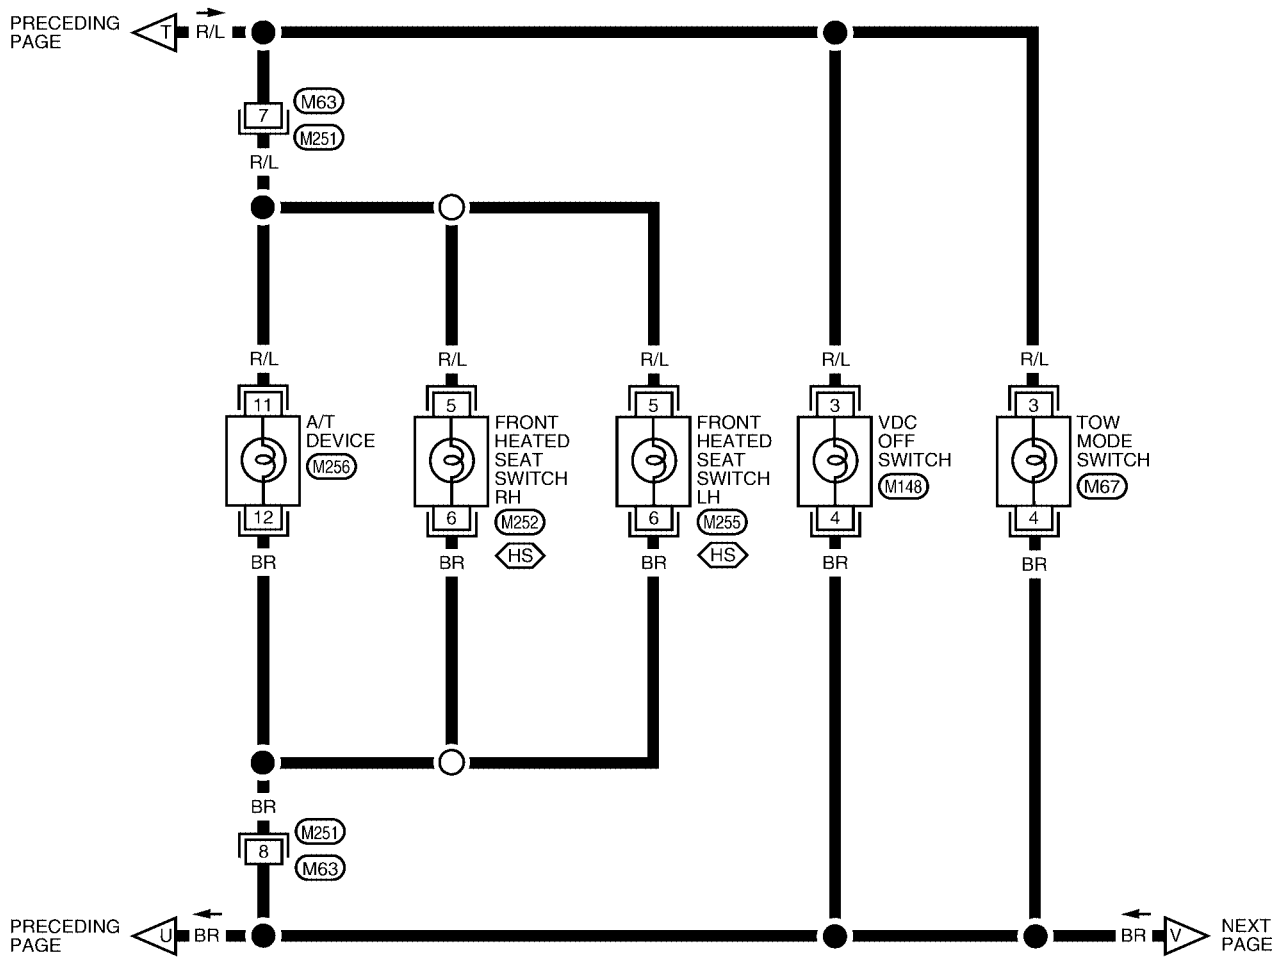 PRECEDING
PAGE
T
R/L
7
M63
M251
R/L
R/L
R/L
R/L
R/L
R/L
11
A/T
DEVICE
M256
12
5
FRONT
HEATED
SEAT
SWITCH
RH
M252
HS
6
5
FRONT
HEATED
SEAT
SWITCH
LH
M255
HS
6
3
VDC
OFF
SWITCH
M148
4
3
TOW
MODE
SWITCH
M67
4
BR
BR
BR
BR
BR
BR
M251
8
M63
PRECEDING
PAGE
U
BR
BR
V
NEXT
PAGE